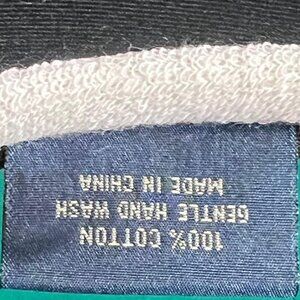 100% COTTON
GENTLE HAND WASH
MADE IN CHINA